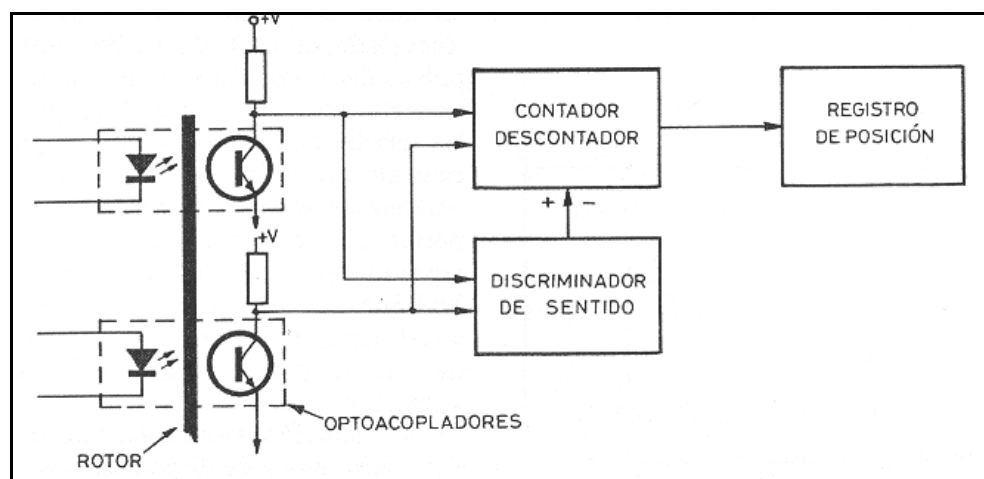 +V
CONTADOR
DESCONTADOR
REGISTRO
DE POSICIÓN
+ -
+V
DISCRIMINADOR
DE SENTIDO
OPTOACOPLADORES
ROTOR